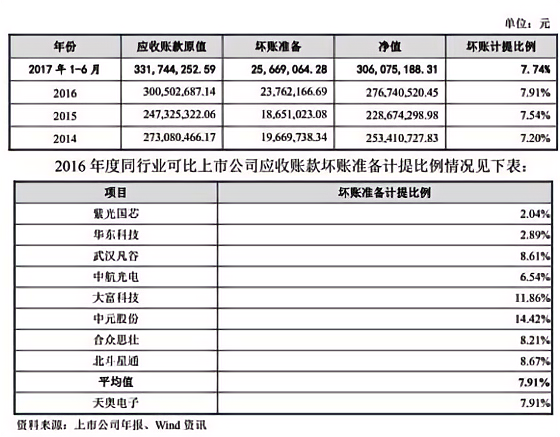 单位：元
年份 应收账款原值 坏账准备 净值 坏账计提比例
2017 年 1-6 月 331,744,252.59 25,669,064.28 306,075,188.31 7.74%
2016 300,502,687.14 23,762,166.69 276,740,520.45 7.91%
2015 247,325,322.06 18,651,023.08 228,674,298.98 7.54%
2014 273,080,466.17 19,669,738.34 253,410,727.83 7.20%
2016 年度同行业可比上市公司应收账款坏账准备计提比例情况见下表：
项目 坏账准备计提比例
紫光国芯 2.04%
华东科技 2.89%
武汉凡谷 8.61%
中航光电 6.54%
大富科技 11.86%
中元股份 14.42%
合众思壮 8.21%
北斗星通 8.67%
平均值 7.91%
天奥电子 7.91%
资料来源：上市公司年报、Wind 资讯